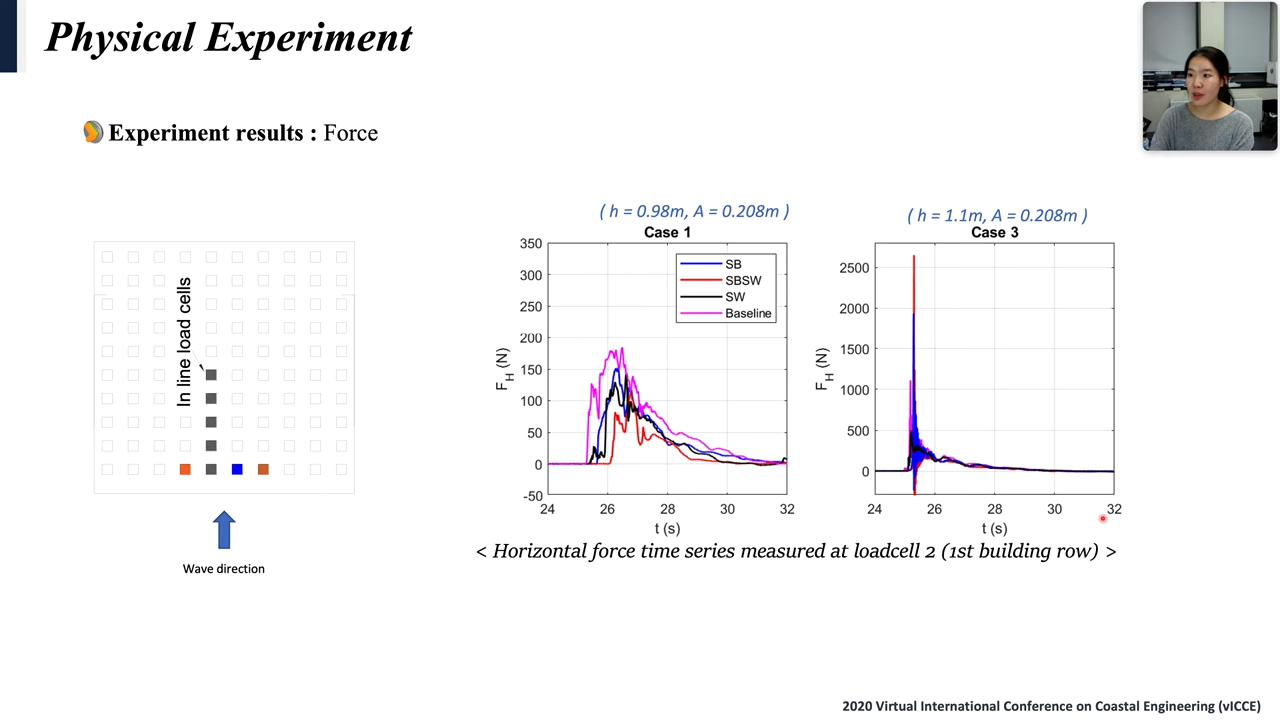 Physical Experiment
Experiment results : Force
In line load cells
Wave direction
( h = 0.98m, A = 0.208m )
Case 1
350
300
250
200
150
100
50
0
-50
F_H (N)
SB
SBSW
SW
Baseline
24 26 28 30 32
t (s)
( h = 1.1m, A = 0.208m )
Case 3
2500
2000
1500
1000
500
0
F_H (N)
24 26 28 30 32
t (s)
< Horizontal force time series measured at loadcell 2 (1st building row) >
2020 Virtual International Conference on Coastal Engineering (vICCE)